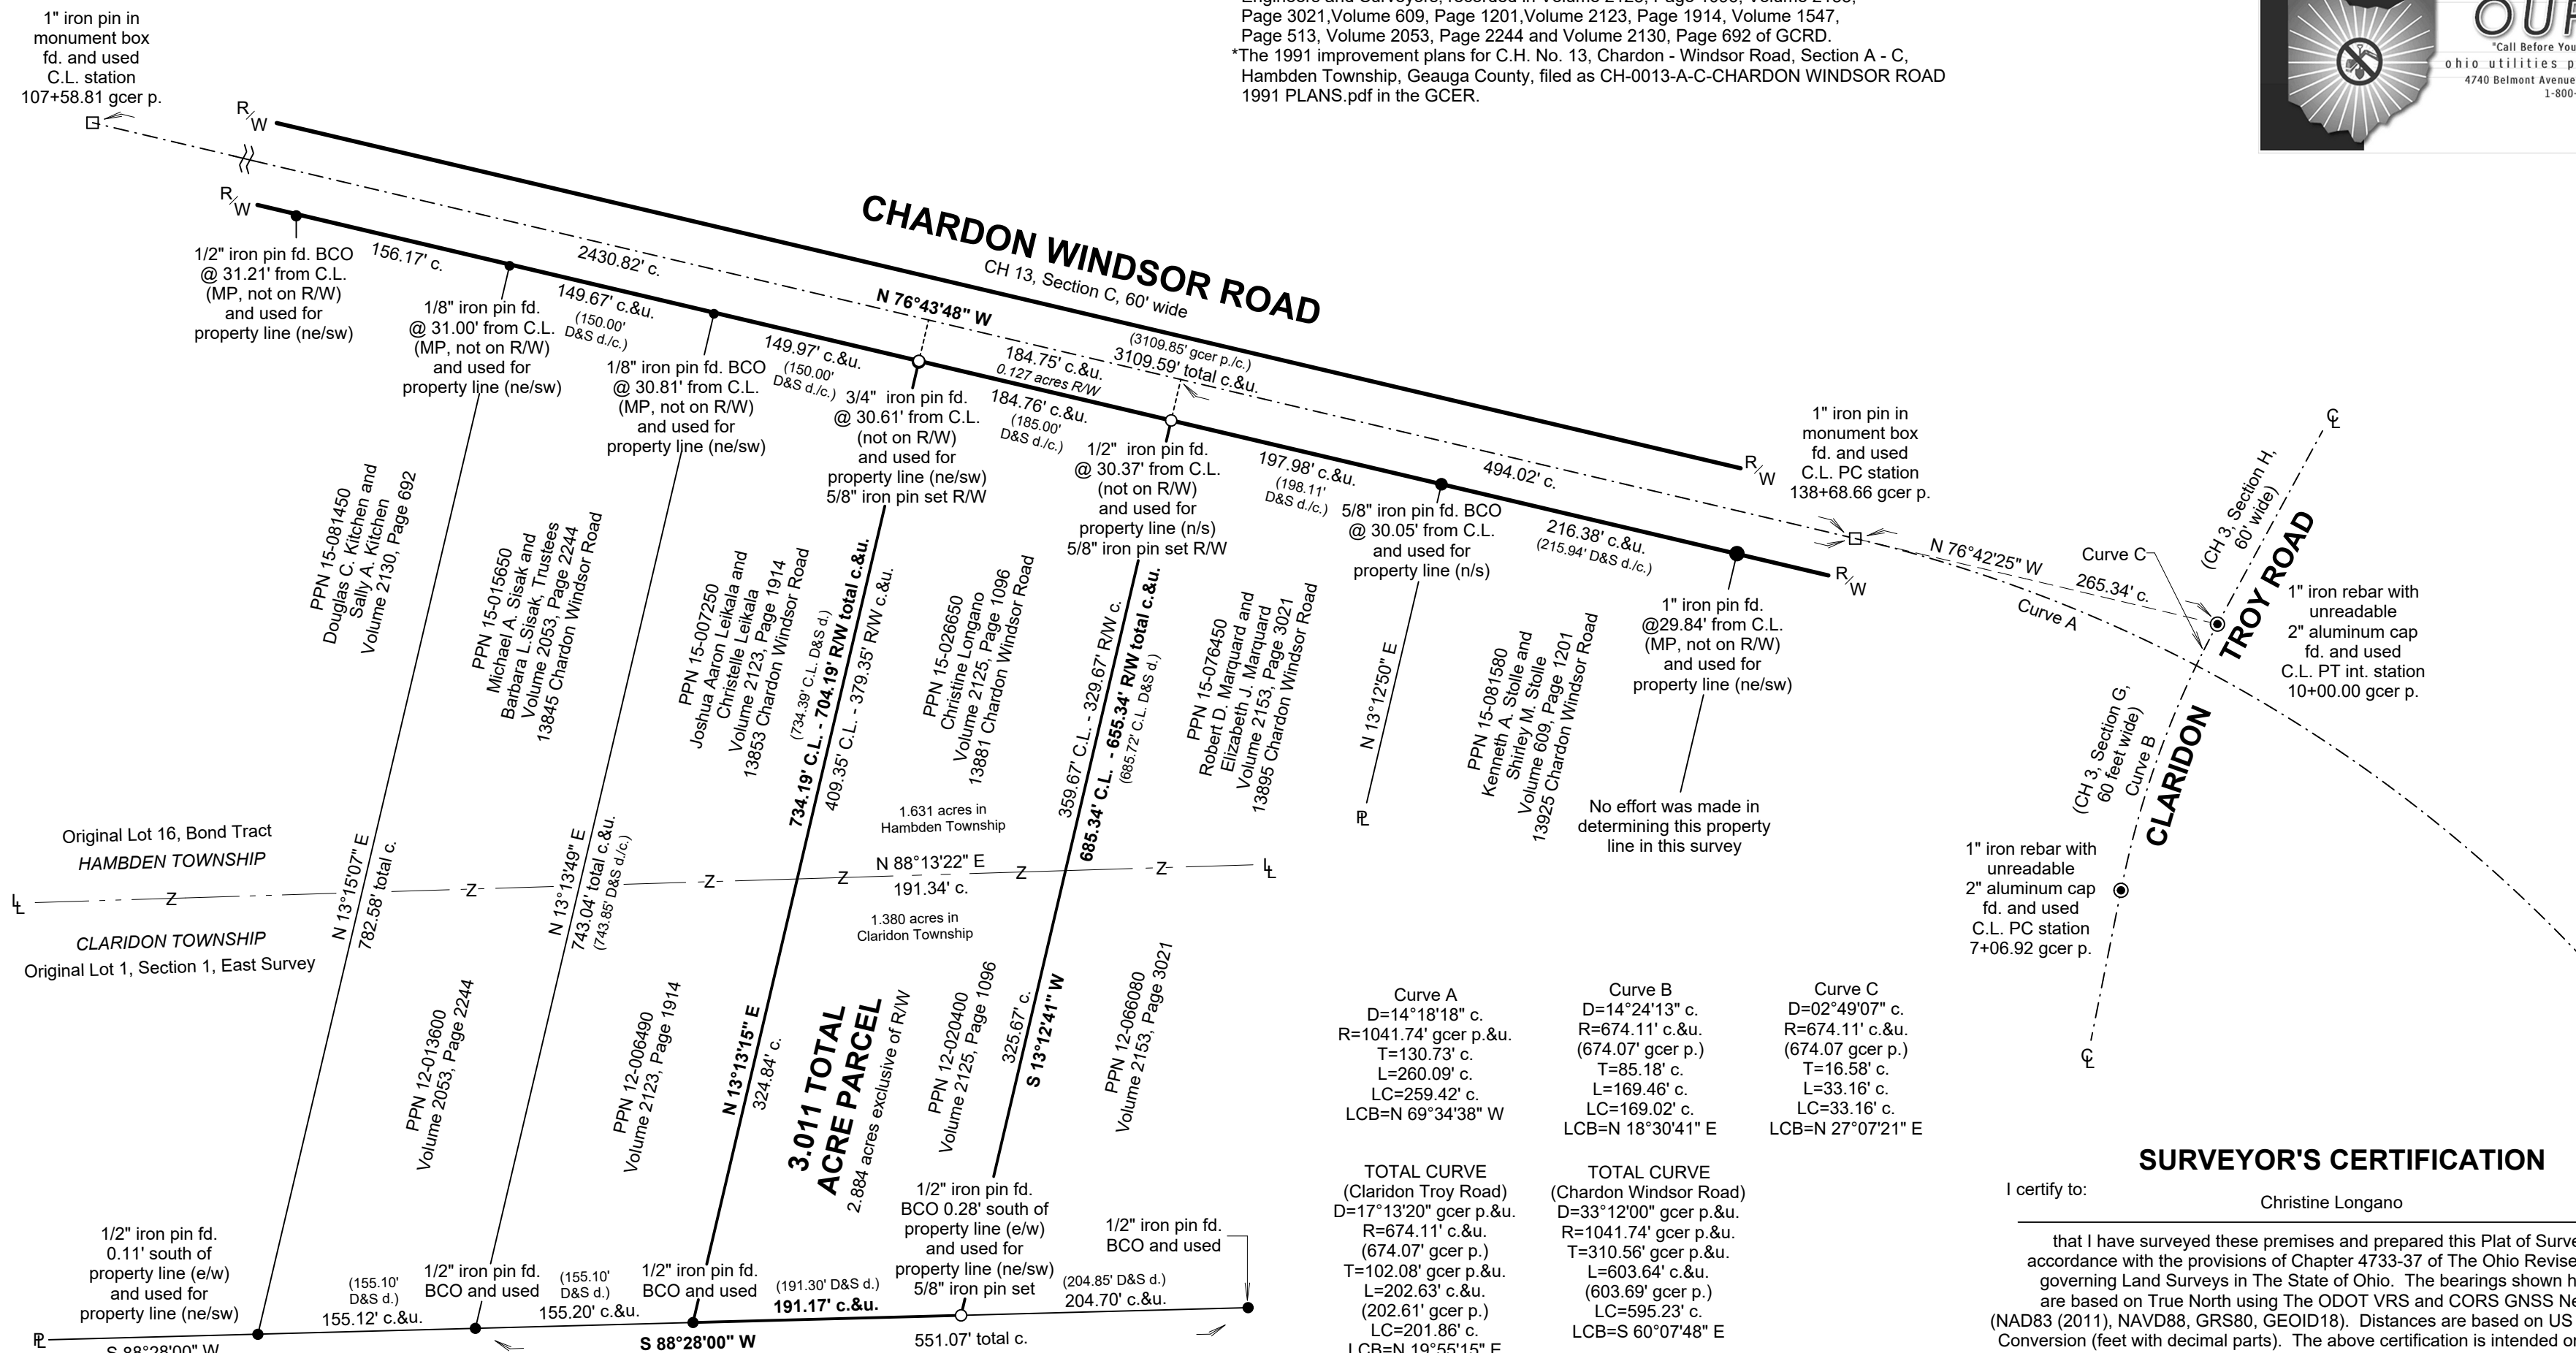 1" iron pin in
monument box
fd. and used
C.L. station
107+58.81 gcer p.
Page 3021,Volume 609, Page 1201,Volume 2123, Page 1914, Volume 1547,
Page 513, Volume 2053, Page 2244 and Volume 2130, Page 692 of GCRD.
*The 1991 improvement plans for C.H. No. 13, Chardon - Windsor Road, Section A - C,
Hambden Township, Geauga County, filed as CH-0013-A-C-CHARDON WINDSOR ROAD
1991 PLANS.pdf in the GCER.
"Call Before You
ohio utilities p
4740 Belmont Avenue
1-800-
R/W
R/W
CHARDON WINDSOR ROAD
CH 13, Section C, 60' wide
N 76°43'48" W
2430.82' c.
(3109.85' gcer p./c.)
3109.59' total c.&u.
184.75' c.&u.
0.127 acres R/W
494.02' c.
R/W
R/W
156.17' c.
149.67' c.&u.
(150.00'
D&S d./c.)
149.97' c.&u.
(150.00'
D&S d./c.)
184.76' c.&u.
(185.00'
D&S d./c.)
197.98' c.&u.
(198.11'
D&S d./c.)
216.38' c.&u.
(215.94' D&S d./c.)
1/2" iron pin fd. BCO
@ 31.21' from C.L.
(MP, not on R/W)
and used for
property line (ne/sw)
1/8" iron pin fd.
@ 31.00' from C.L.
(MP, not on R/W)
and used for
property line (ne/sw)
1/8" iron pin fd. BCO
@ 30.81' from C.L.
(MP, not on R/W)
and used for
property line (ne/sw)
3/4" iron pin fd.
@ 30.61' from C.L.
(not on R/W)
and used for
property line (ne/sw)
5/8" iron pin set R/W
1/2" iron pin fd.
@ 30.37' from C.L.
(not on R/W)
and used for
property line (n/s)
5/8" iron pin set R/W
5/8" iron pin fd. BCO
@ 30.05' from C.L.
and used for
property line (n/s)
1" iron pin fd.
@29.84' from C.L.
(MP, not on R/W)
and used for
property line (ne/sw)
1" iron pin in
monument box
fd. and used
C.L. PC station
138+68.66 gcer p.
N 76°42'25" W
265.34' c.
Curve A
Curve C
(CH 3, Section H,
60' wide)
TROY ROAD
1" iron rebar with
unreadable
2" aluminum cap
fd. and used
C.L. PT int. station
10+00.00 gcer p.
(CH 3, Section G,
60 feet wide)
Curve B
CLARIDON
1" iron rebar with
unreadable
2" aluminum cap
fd. and used
C.L. PC station
7+06.92 gcer p.
PPN 15-081450
Douglas C. Kitchen and
Sally A. Kitchen
Volume 2130, Page 692
PPN 15-015650
Michael A. Sisak and
Barbara L.Sisak, Trustees
Volume 2053, Page 2244
13845 Chardon Windsor Road
PPN 15-007250
Joshua Aaron Leikala and
Christelle Leikala
Volume 2123, Page 1914
13853 Chardon Windsor Road
(734.39' C.L. D&S d.)
734.19' C.L. - 704.19' R/W total c.&u.
409.35' C.L. - 379.35' R/W c.&u.
PPN 15-026650
Christine Longano
Volume 2125, Page 1096
13881 Chardon Windsor Road
359.67' C.L. - 329.67' R/W c.
685.34' C.L. - 655.34' R/W total c.&u.
(685.72' C.L. D&S d.)
PPN 15-076450
Robert D. Marquard and
Elizabeth J. Marquard
Volume 2153, Page 3021
13895 Chardon Windsor Road
N 13°12'50" E
PPN 15-081580
Kenneth A. Stolle and
Shirley M. Stolle
Volume 609, Page 1201
13925 Chardon Windsor Road
No effort was made in
determining this property
line in this survey
Original Lot 16, Bond Tract
HAMBDEN TOWNSHIP
CLARIDON TOWNSHIP
Original Lot 1, Section 1, East Survey
N 13°15'07" E
782.58' total c.
N 13°13'49" E
743.04' total c.&u.
(743.85' D&S d./c.)
1.631 acres in
Hambden Township
N 88°13'22" E
191.34' c.
1.380 acres in
Claridon Township
PPN 12-013600
Volume 2053, Page 2244
PPN 12-006490
Volume 2123, Page 1914
N 13°13'15" E
324.84' c.
3.011 TOTAL
ACRE PARCEL
2.884 acres exclusive of R/W
PPN 12-020400
Volume 2125, Page 1096
325.67' c.
S 13°12'41" W
PPN 12-066080
Volume 2153, Page 3021
1/2" iron pin fd.
0.11' south of
property line (e/w)
and used for
property line (ne/sw)
1/2" iron pin fd.
BCO and used
1/2" iron pin fd.
BCO and used
1/2" iron pin fd.
BCO 0.28' south of
property line (e/w)
and used for
property line (ne/sw)
5/8" iron pin set
1/2" iron pin fd.
BCO and used
(155.10'
D&S d.)
155.12' c.&u.
(155.10'
D&S d.)
155.20' c.&u.
(191.30' D&S d.)
191.17' c.&u.
(204.85' D&S d.)
204.70' c.&u.
S 88°28'00" W
S 88°28'00" W
551.07' total c.
Curve A
D=14°18'18" c.
R=1041.74' gcer p.&u.
T=130.73' c.
L=260.09' c.
LC=259.42' c.
LCB=N 69°34'38" W
Curve B
D=14°24'13" c.
R=674.11' c.&u.
(674.07' gcer p.)
T=85.18' c.
L=169.46' c.
LC=169.02' c.
LCB=N 18°30'41" E
Curve C
D=02°49'07" c.
R=674.11' c.&u.
(674.07 gcer p.)
T=16.58' c.
L=33.16' c.
LC=33.16' c.
LCB=N 27°07'21" E
TOTAL CURVE
(Claridon Troy Road)
D=17°13'20" gcer p.&u.
R=674.11' c.&u.
(674.07' gcer p.)
T=102.08' gcer p.&u.
L=202.63' c.&u.
(202.61' gcer p.)
LC=201.86' c.
LCB=N 19°55'15" E
TOTAL CURVE
(Chardon Windsor Road)
D=33°12'00" gcer p.&u.
R=1041.74' gcer p.&u.
T=310.56' gcer p.&u.
L=603.64' c.&u.
(603.69' gcer p.)
LC=595.23' c.
LCB=S 60°07'48" E
SURVEYOR'S CERTIFICATION
I certify to:
Christine Longano
that I have surveyed these premises and prepared this Plat of Surve
accordance with the provisions of Chapter 4733-37 of The Ohio Revise
governing Land Surveys in The State of Ohio. The bearings shown h
are based on True North using The ODOT VRS and CORS GNSS Ne
(NAD83 (2011), NAVD88, GRS80, GEOID18). Distances are based on US
Conversion (feet with decimal parts). The above certification is intended o